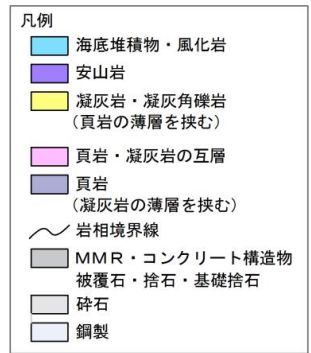 凡例
海底堆積物・風化岩
安山岩
凝灰岩・凝灰角礫岩
(頁岩の薄層を挟む)
頁岩・凝灰岩の互層
頁岩
(凝灰岩の薄層を挟む)
岩相境界線
MMR・コンクリート構造物
被覆石・捨石・基礎捨石
砕石
鋼製